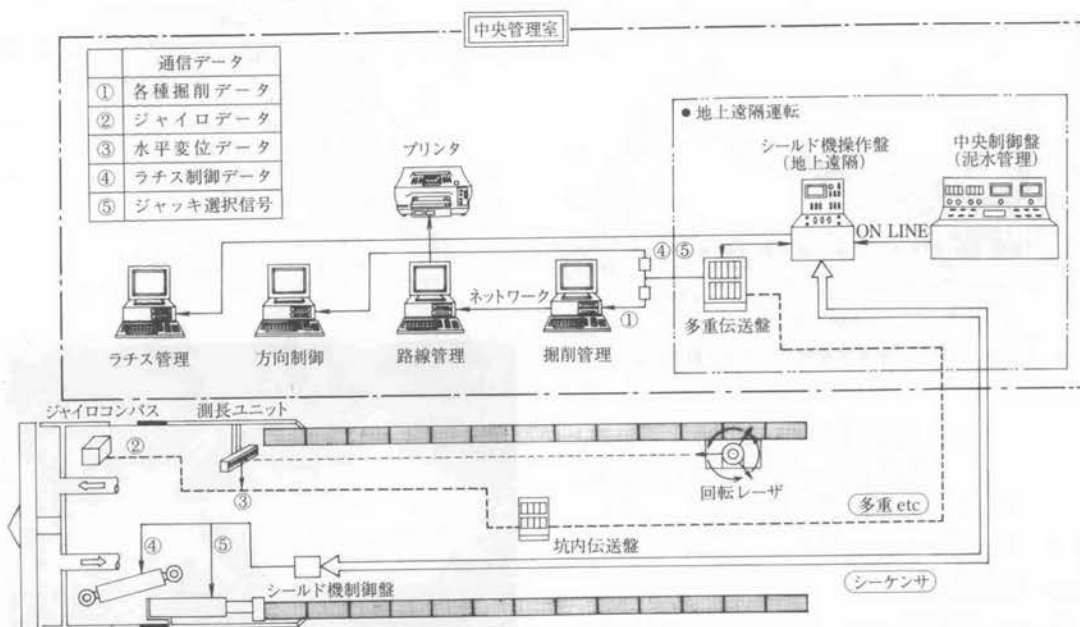 中央管理室
通信データ
① 各種掘削データ
② ジャイロデータ
③ 水平変位データ
④ ラチス制御データ
⑤ ジャッキ選択信号
● 地上遠隔運転
シールド機操作盤
(地上遠隔)
中央制御盤
(泥水管理)
プリンタ
ON LINE
④ ⑤
ネットワーク
①
多重伝送盤
ラチス管理
方向制御
路線管理
掘削管理
ジャイロコンパス
測長ユニット
②
③
回転レーザ
多重 etc
坑内伝送盤
④
⑤
シールド機制御盤
シーケンサ